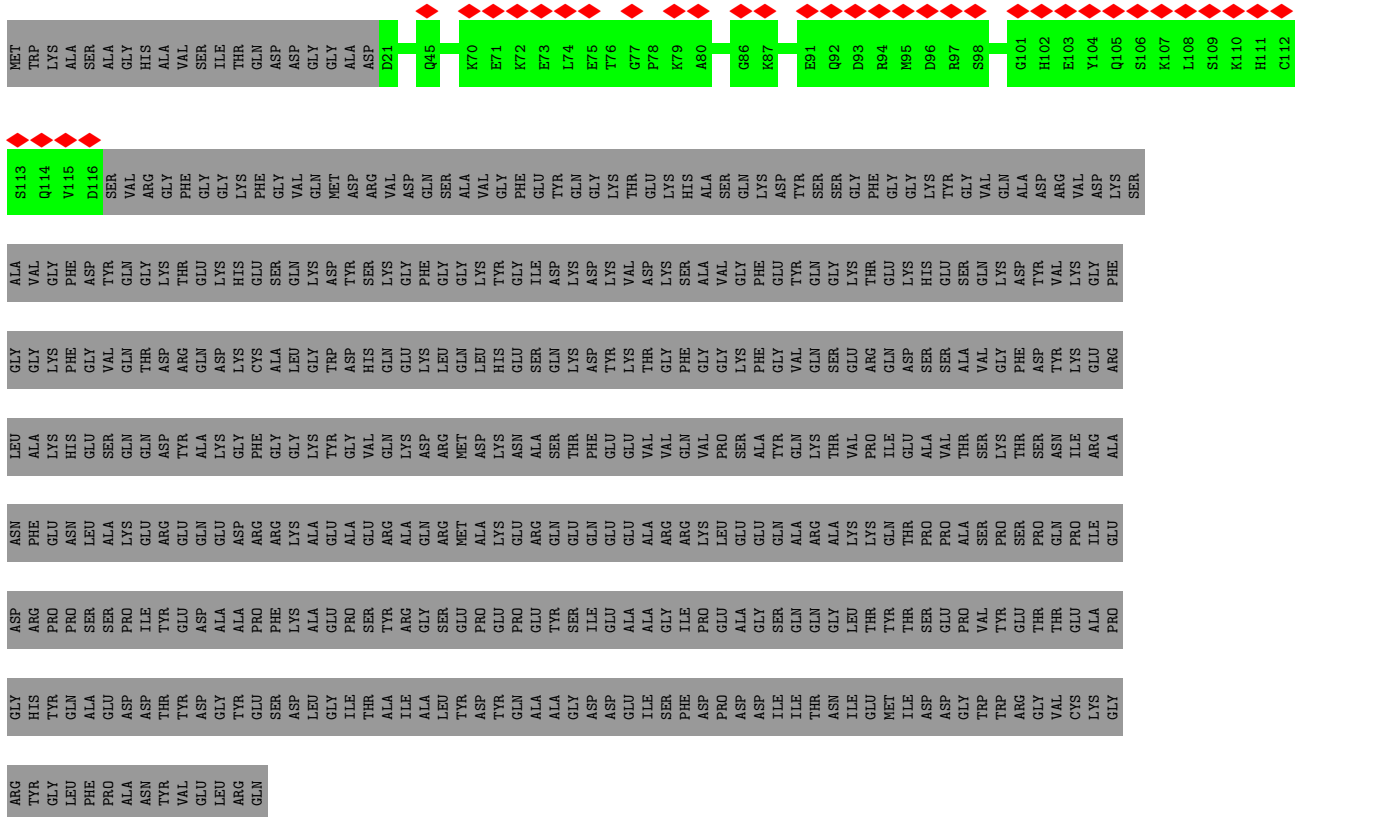 MET TRP LYS ALA SER ALA GLY HIS ALA VAL SER ILE THR GLN ASP ASP GLY GLY ALA ASP D21 Q45 K70 E71 K72 E73 L74 E75 T76 G77 P78 K79 A80 G86 K87 E91 Q92 D93 R94 M95 D96 R97 S98 G101 H102 E103 Y104 Q105 S106 K107 L108 S109 K110 H111 C112
S113 Q114 V115 D116 SER VAL ARG GLY PHE GLY GLY LYS PHE GLY VAL GLN MET ASP ARG VAL ASP GLN SER ALA VAL GLY PHE GLU TYR GLN GLY LYS THR GLU LYS HIS ALA SER GLN LYS ASP TYR SER SER GLY PHE GLY GLY LYS TYR GLY VAL GLN ALA ASP ARG VAL ASP LYS SER
ALA VAL GLY PHE ASP TYR GLN GLY LYS THR GLU LYS HIS GLU SER GLN LYS ASP TYR SER LYS GLY PHE GLY GLY LYS TYR GLY ILE ASP LYS ASP LYS VAL ASP LYS SER ALA VAL GLY PHE GLU TYR GLN GLY LYS THR GLU LYS HIS GLU SER GLN LYS ASP TYR VAL LYS GLY PHE
GLY GLY LYS PHE GLY VAL GLN THR ASP ARG GLN ASP LYS CYS ALA LEU GLY TRP ASP HIS GLN GLU LYS LEU GLN LEU HIS GLU SER GLN LYS ASP TYR LYS THR GLY PHE GLY GLY LYS PHE GLY VAL GLN SER GLU ARG GLN ASP SER SER ALA VAL GLY PHE ASP TYR LYS GLU ARG
LEU ALA LYS HIS GLU SER GLN GLN ASP TYR ALA LYS GLY PHE GLY GLY LYS TYR GLY VAL GLN LYS ASP ARG MET ASP LYS ASN ALA SER THR PHE GLU GLU VAL VAL GLN VAL PRO SER ALA TYR GLN LYS THR VAL PRO ILE GLU ALA VAL THR SER LYS THR SER ASN ILE ARG ALA
ASN PHE GLU ASN LEU ALA LYS GLU ARG GLU GLN GLU ASP ARG ARG LYS ALA GLU ALA GLU ARG ALA GLN ARG MET ALA LYS GLU ARG GLN GLU GLN GLU GLU ALA ARG ARG LYS LEU GLU GLU GLN ALA ARG ALA LYS LYS GLN THR PRO PRO ALA SER PRO SER PRO GLN PRO ILE GLU
ASP ARG PRO PRO SER SER PRO ILE TYR GLU ASP ALA ALA PRO PHE LYS ALA GLU PRO SER TYR ARG GLY SER GLU PRO GLU PRO GLU TYR SER ILE GLU ALA ALA GLY ILE PRO GLU ALA GLY SER GLN GLN GLY LEU THR TYR THR SER GLU PRO VAL TYR GLU THR THR GLU ALA PRO
GLY HIS TYR GLN ALA GLU ASP ASP THR TYR ASP GLY TYR GLU SER ASP LEU GLY ILE THR ALA ILE ALA LEU TYR ASP TYR GLN ALA ALA GLY ASP ASP GLU ILE SER PHE ASP PRO ASP ASP ILE ILE THR ASN ILE GLU MET ILE ASP ASP GLY TRP TRP ARG GLY VAL CYS LYS GLY
ARG TYR GLY LEU PHE PRO ALA ASN TYR VAL GLU LEU ARG GLN